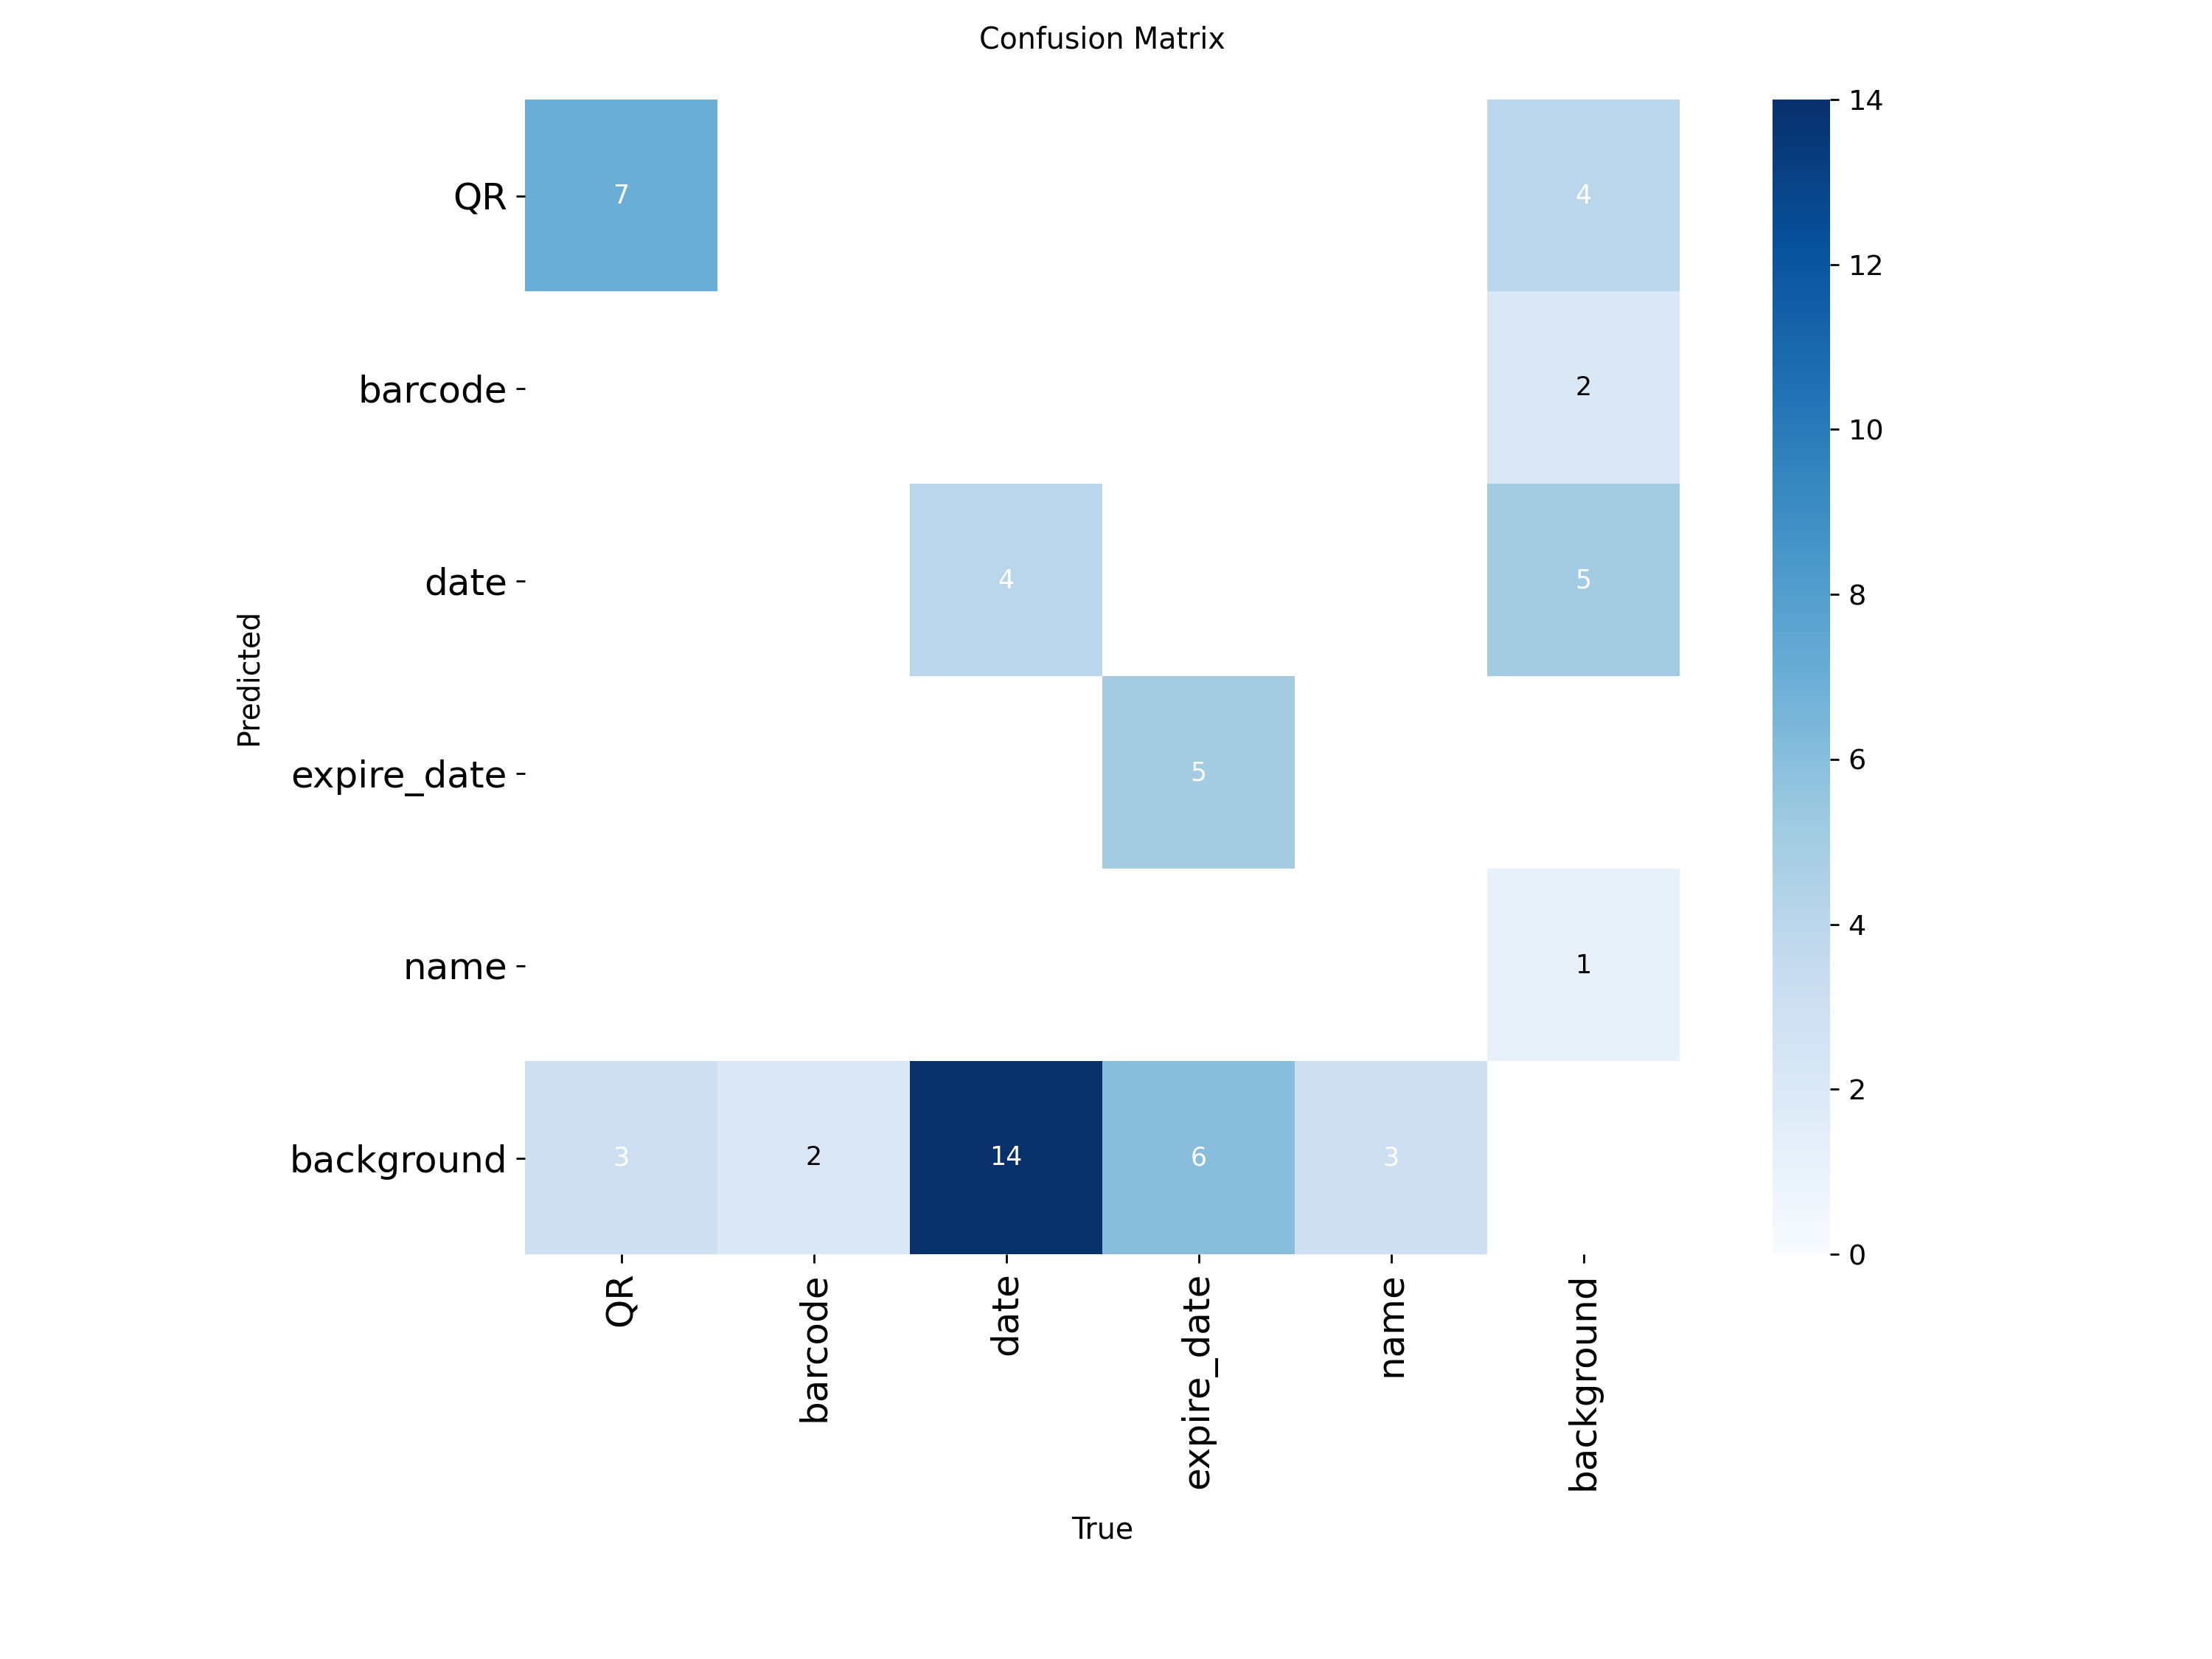 Confusion Matrix
QR
7
4
barcode
2
date
4
5
expire_date
5
name
1
background
3
2
14
6
3
Predicted
QR
barcode
date
expire_date
name
background
True
14
12
10
8
6
4
2
0